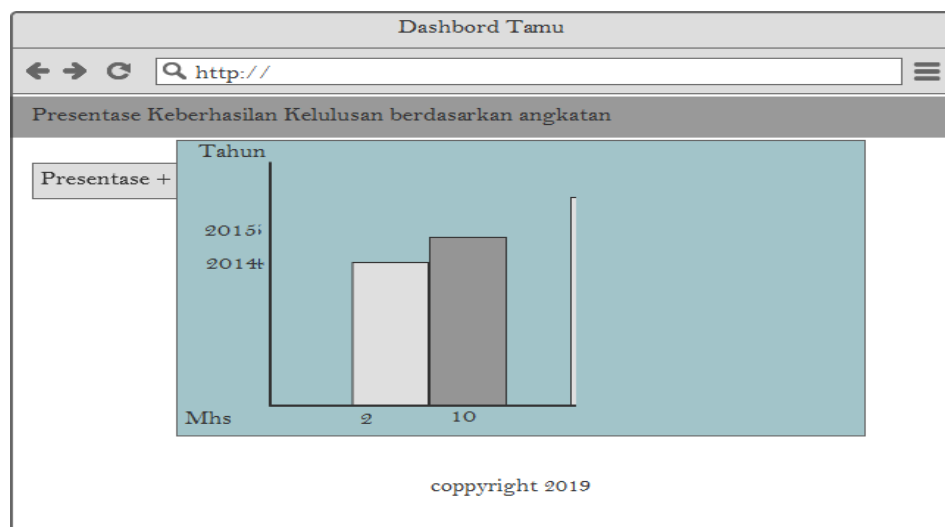 Dashbord Tamu
http://
Presentase Keberhasilan Kelulusan berdasarkan angkatan
Tahun
Presentase +
2015
2014
Mhs
2
10
coppyright 2019